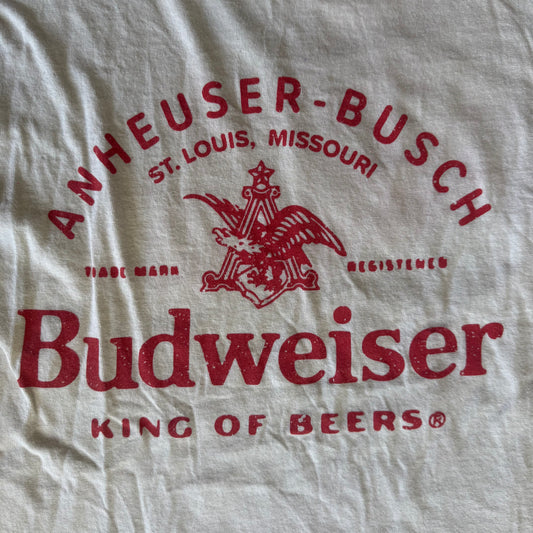 ANHEUSER-BUSCH
ST. LOUIS, MISSOURI
TRADE MARK REGISTERED
Budweiser
KING OF BEERS®